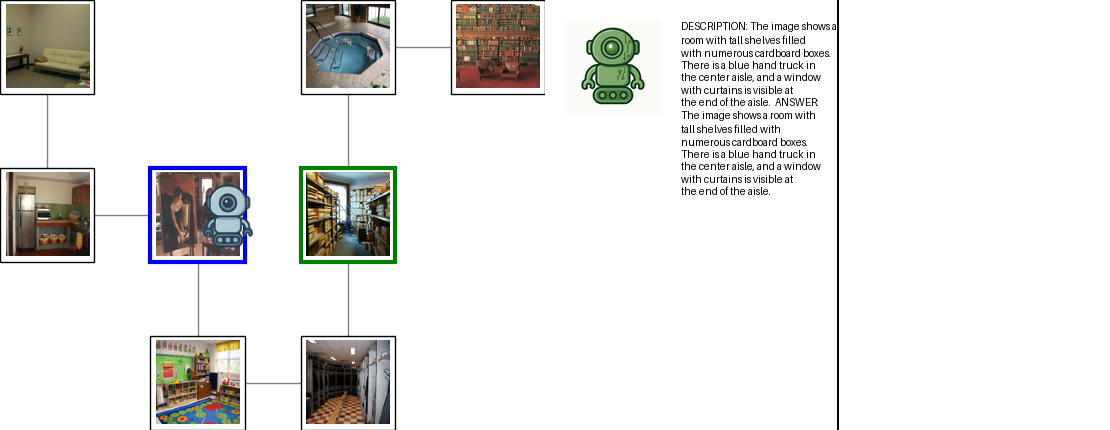 DESCRIPTION: The image shows a
room with tall shelves filled
with numerous cardboard boxes.
There is a blue hand truck in
the center aisle, and a window
with curtains is visible at
the end of the aisle. ANSWER:
The image shows a room with
tall shelves filled with
numerous cardboard boxes.
There is a blue hand truck in
the center aisle, and a window
with curtains is visible at
the end of the aisle.